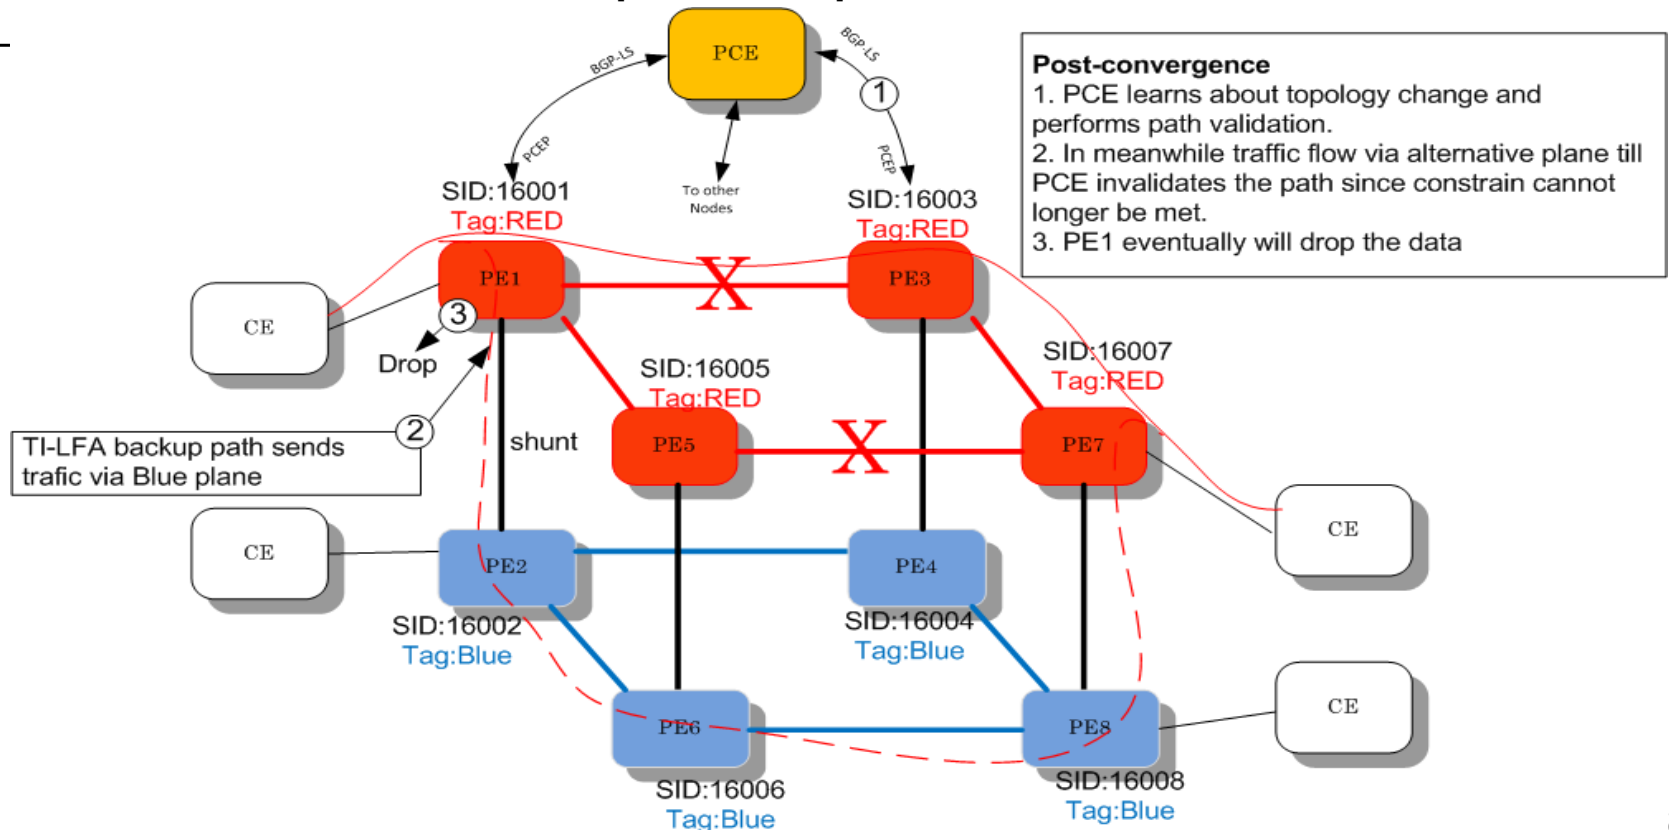 PCE
BGP-LS
BGP-LS
1
PCEP
PCEP
To other
Nodes
Post-convergence
1. PCE learns about topology change and
performs path validation.
2. In meanwhile traffic flow via alternative plane till
PCE invalidates the path since constrain cannot
longer be met.
3. PE1 eventually will drop the data
SID:16001
Tag:RED
SID:16003
Tag:RED
PE1
X
PE3
CE
3
Drop
SID:16005
Tag:RED
SID:16007
Tag:RED
2
TI-LFA backup path sends
trafic via Blue plane
shunt
PE5
X
PE7
CE
PE2
PE4
CE
SID:16002
Tag:Blue
SID:16004
Tag:Blue
PE6
PE8
CE
SID:16006
Tag:Blue
SID:16008
Tag:Blue